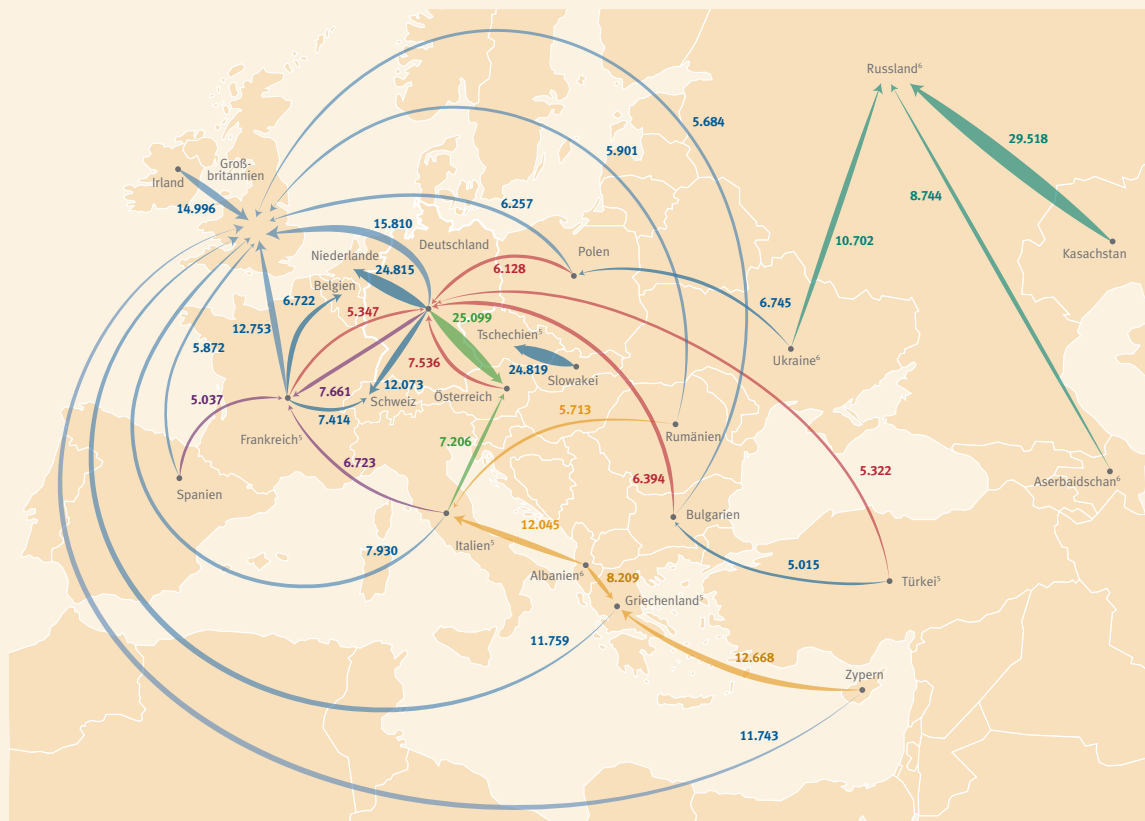 Russland⁶
5.684
29.518
5.901
Groß-
britannien
Irland
8.744
14.996
6.257
15.810
10.702
Deutschland
Polen
Kasachstan
Niederlande
24.815
6.128
Belgien
6.722
5.347
6.745
25.099
12.753
Tschechien⁵
5.872
7.536
24.819
Ukraine⁶
Slowakei
7.661
12.073
5.037
Schweiz
Österreich
5.713
7.414
Frankreich⁵
7.206
Rumänien
6.723
6.394
5.322
Aserbaidschan⁶
Spanien
Bulgarien
12.045
Italien⁵
7.930
5.015
Albanien⁶
8.209
Türkei⁵
Griechenland⁵
11.759
12.668
Zypern
11.743